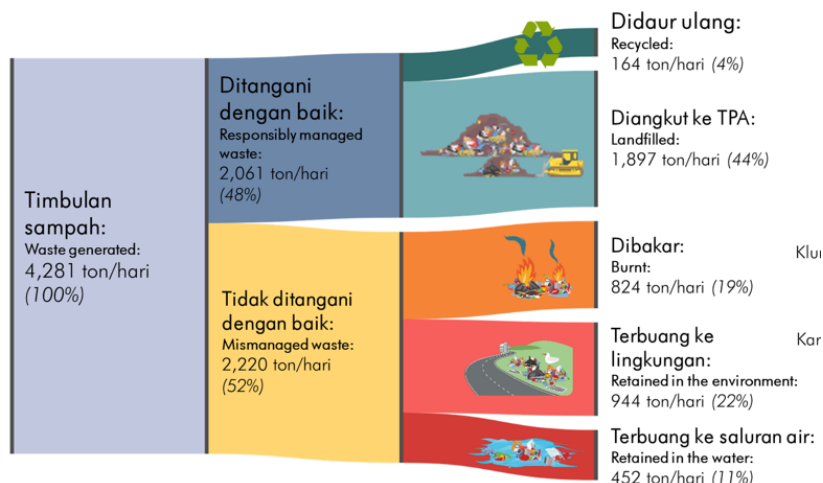 Timbulan
sampah:
Waste generated:
4,281 ton/hari
(100%)
Ditangani
dengan baik:
Responsibly managed
waste:
2,061 ton/hari
(48%)
Tidak ditangani
dengan baik:
Mismanaged waste:
2,220 ton/hari
(52%)
Didaur ulang:
Recycled:
164 ton/hari (4%)
Diangkut ke TPA:
Landfilled:
1,897 ton/hari (44%)
Dibakar:
Burnt:
824 ton/hari (19%)
Terbuang ke
lingkungan:
Retained in the environment:
944 ton/hari (22%)
Terbuang ke saluran air:
Retained in the water:
452 ton/hari (11%)